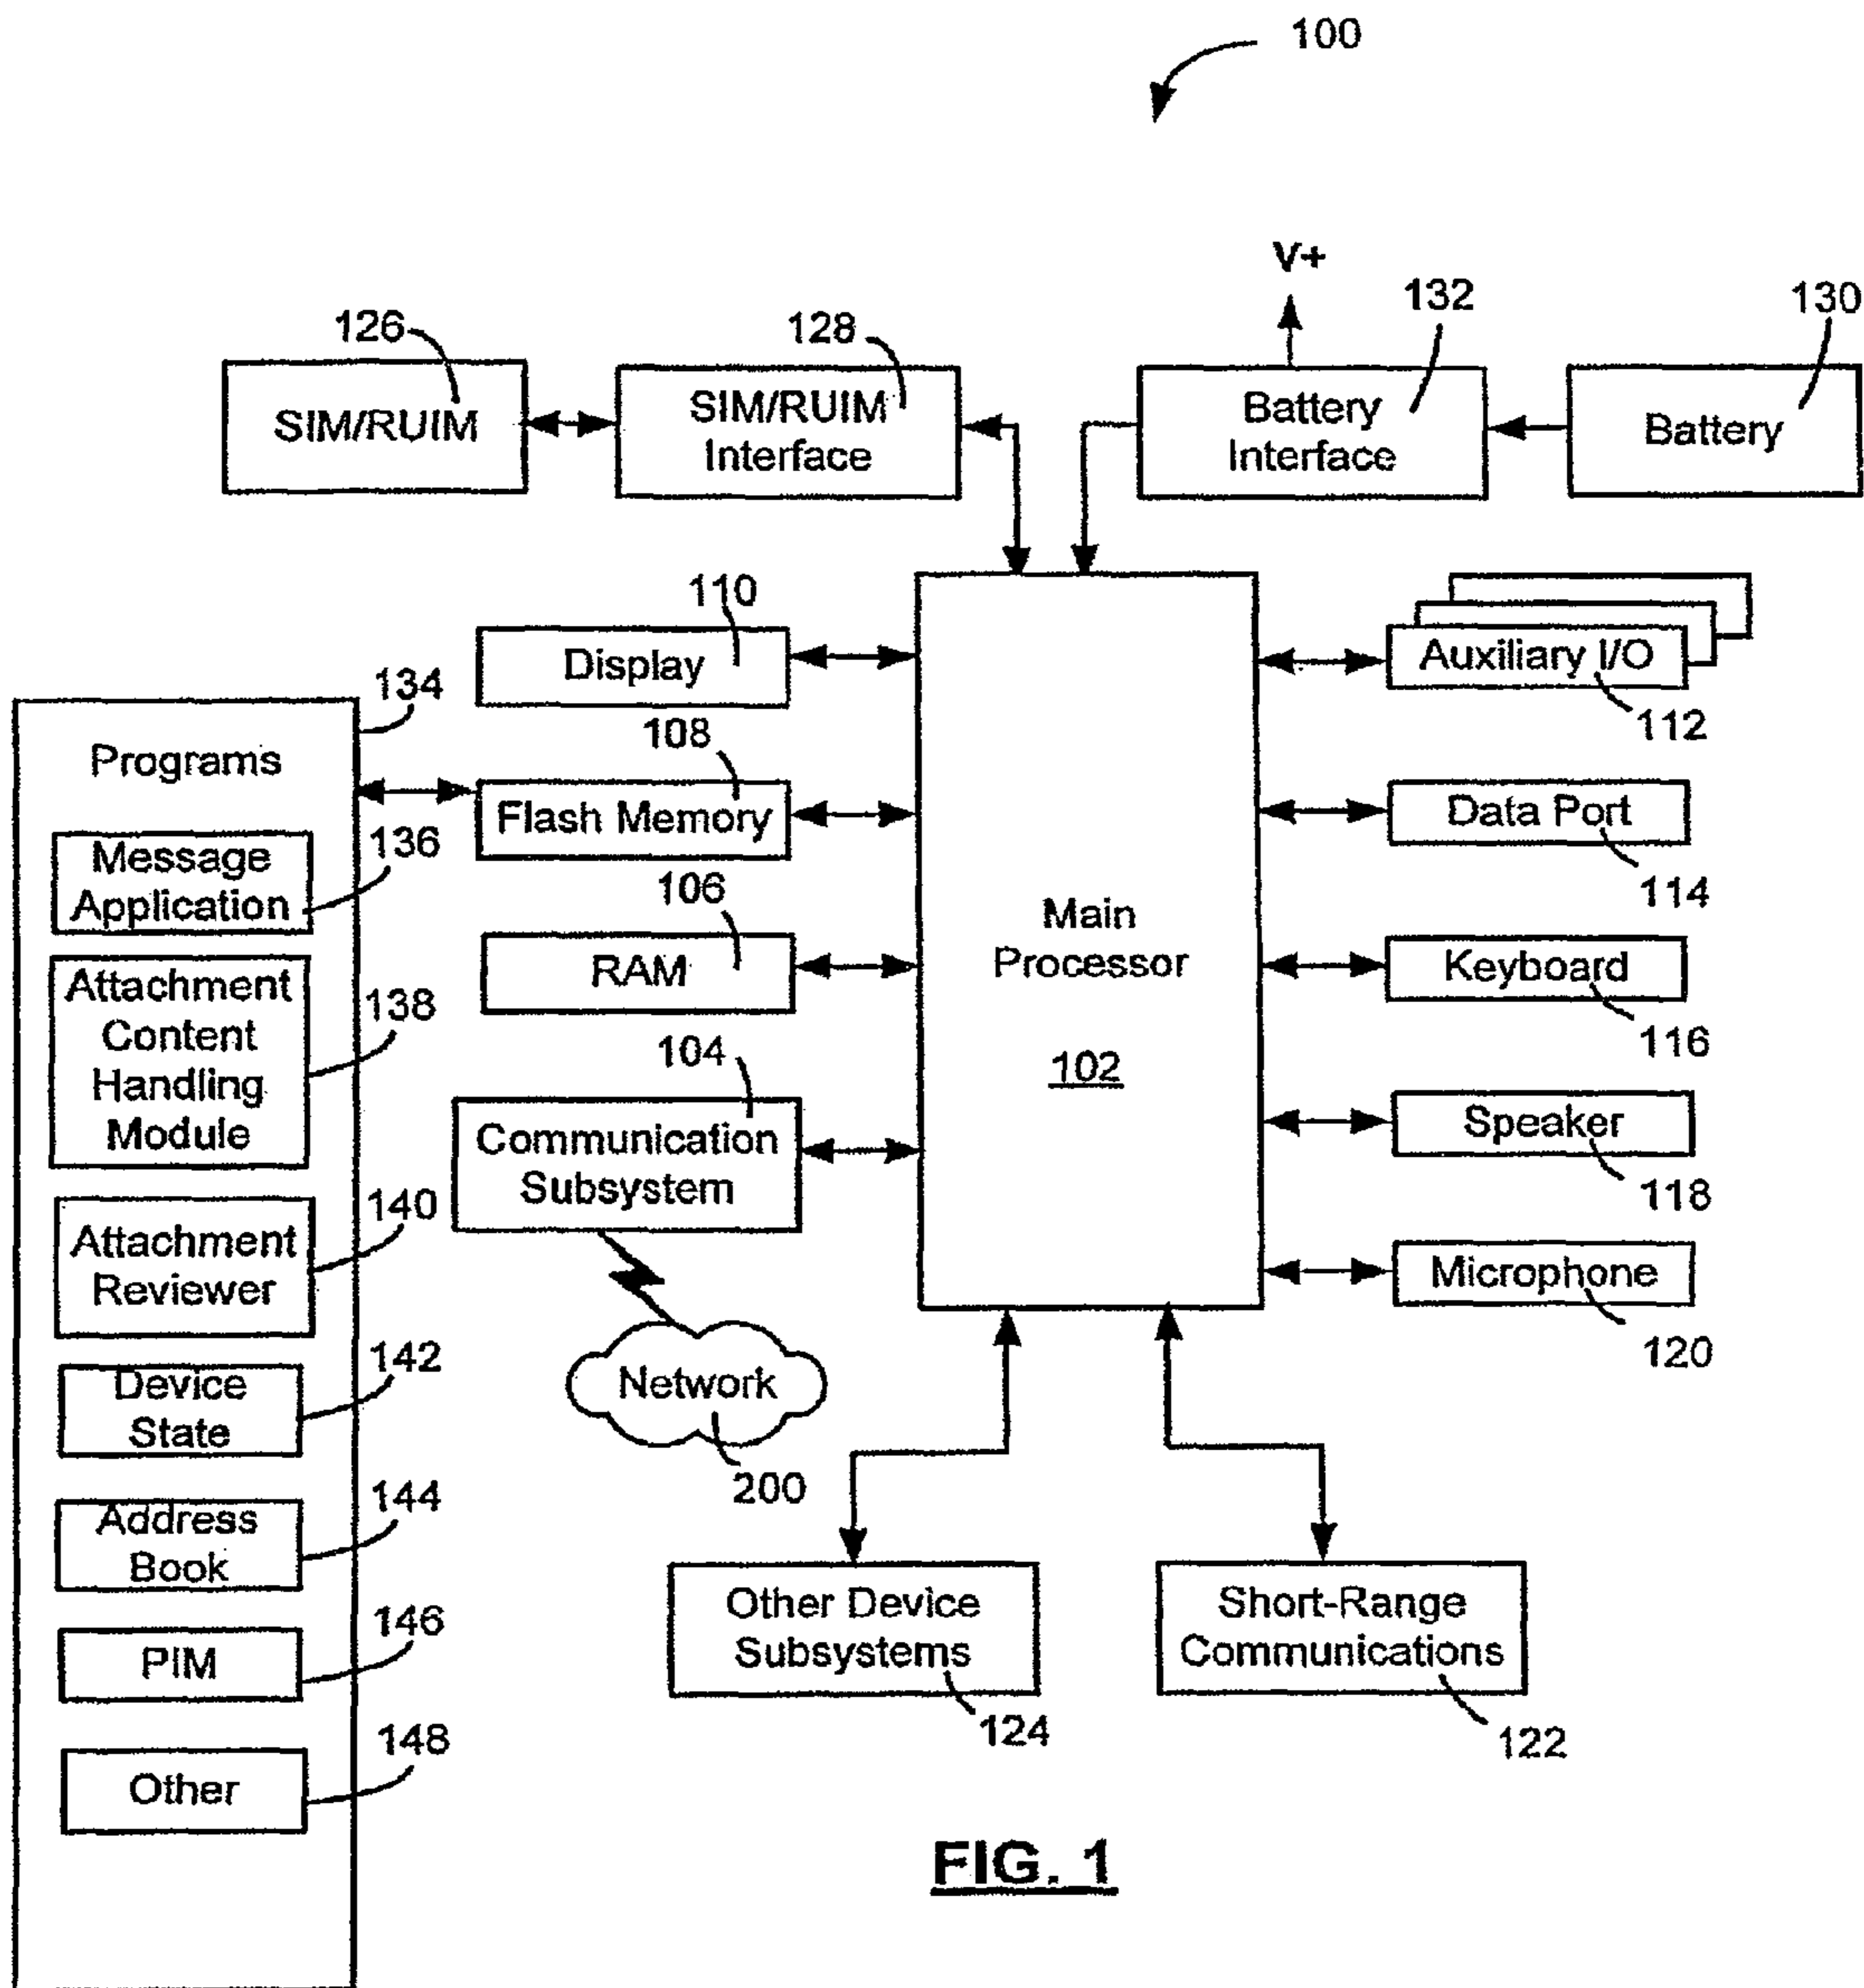 100
V+
126
128
132
130
SIM/RUIM
SIM/RUIM
Interface
Battery
Interface
Battery
110
Display
Auxiliary I/O
112
134
Programs
108
Flash Memory
Data Port
114
Message
Application
136
106
RAM
Main
Processor
102
Keyboard
116
Attachment
Content
Handling
Module
138
104
Communication
Subsystem
Speaker
118
Attachment
Reviewer
140
Microphone
120
Network
200
Device
State
142
Address
Book
144
Other Device
Subsystems
124
Short-Range
Communications
122
PIM
146
Other
148
FIG. 1